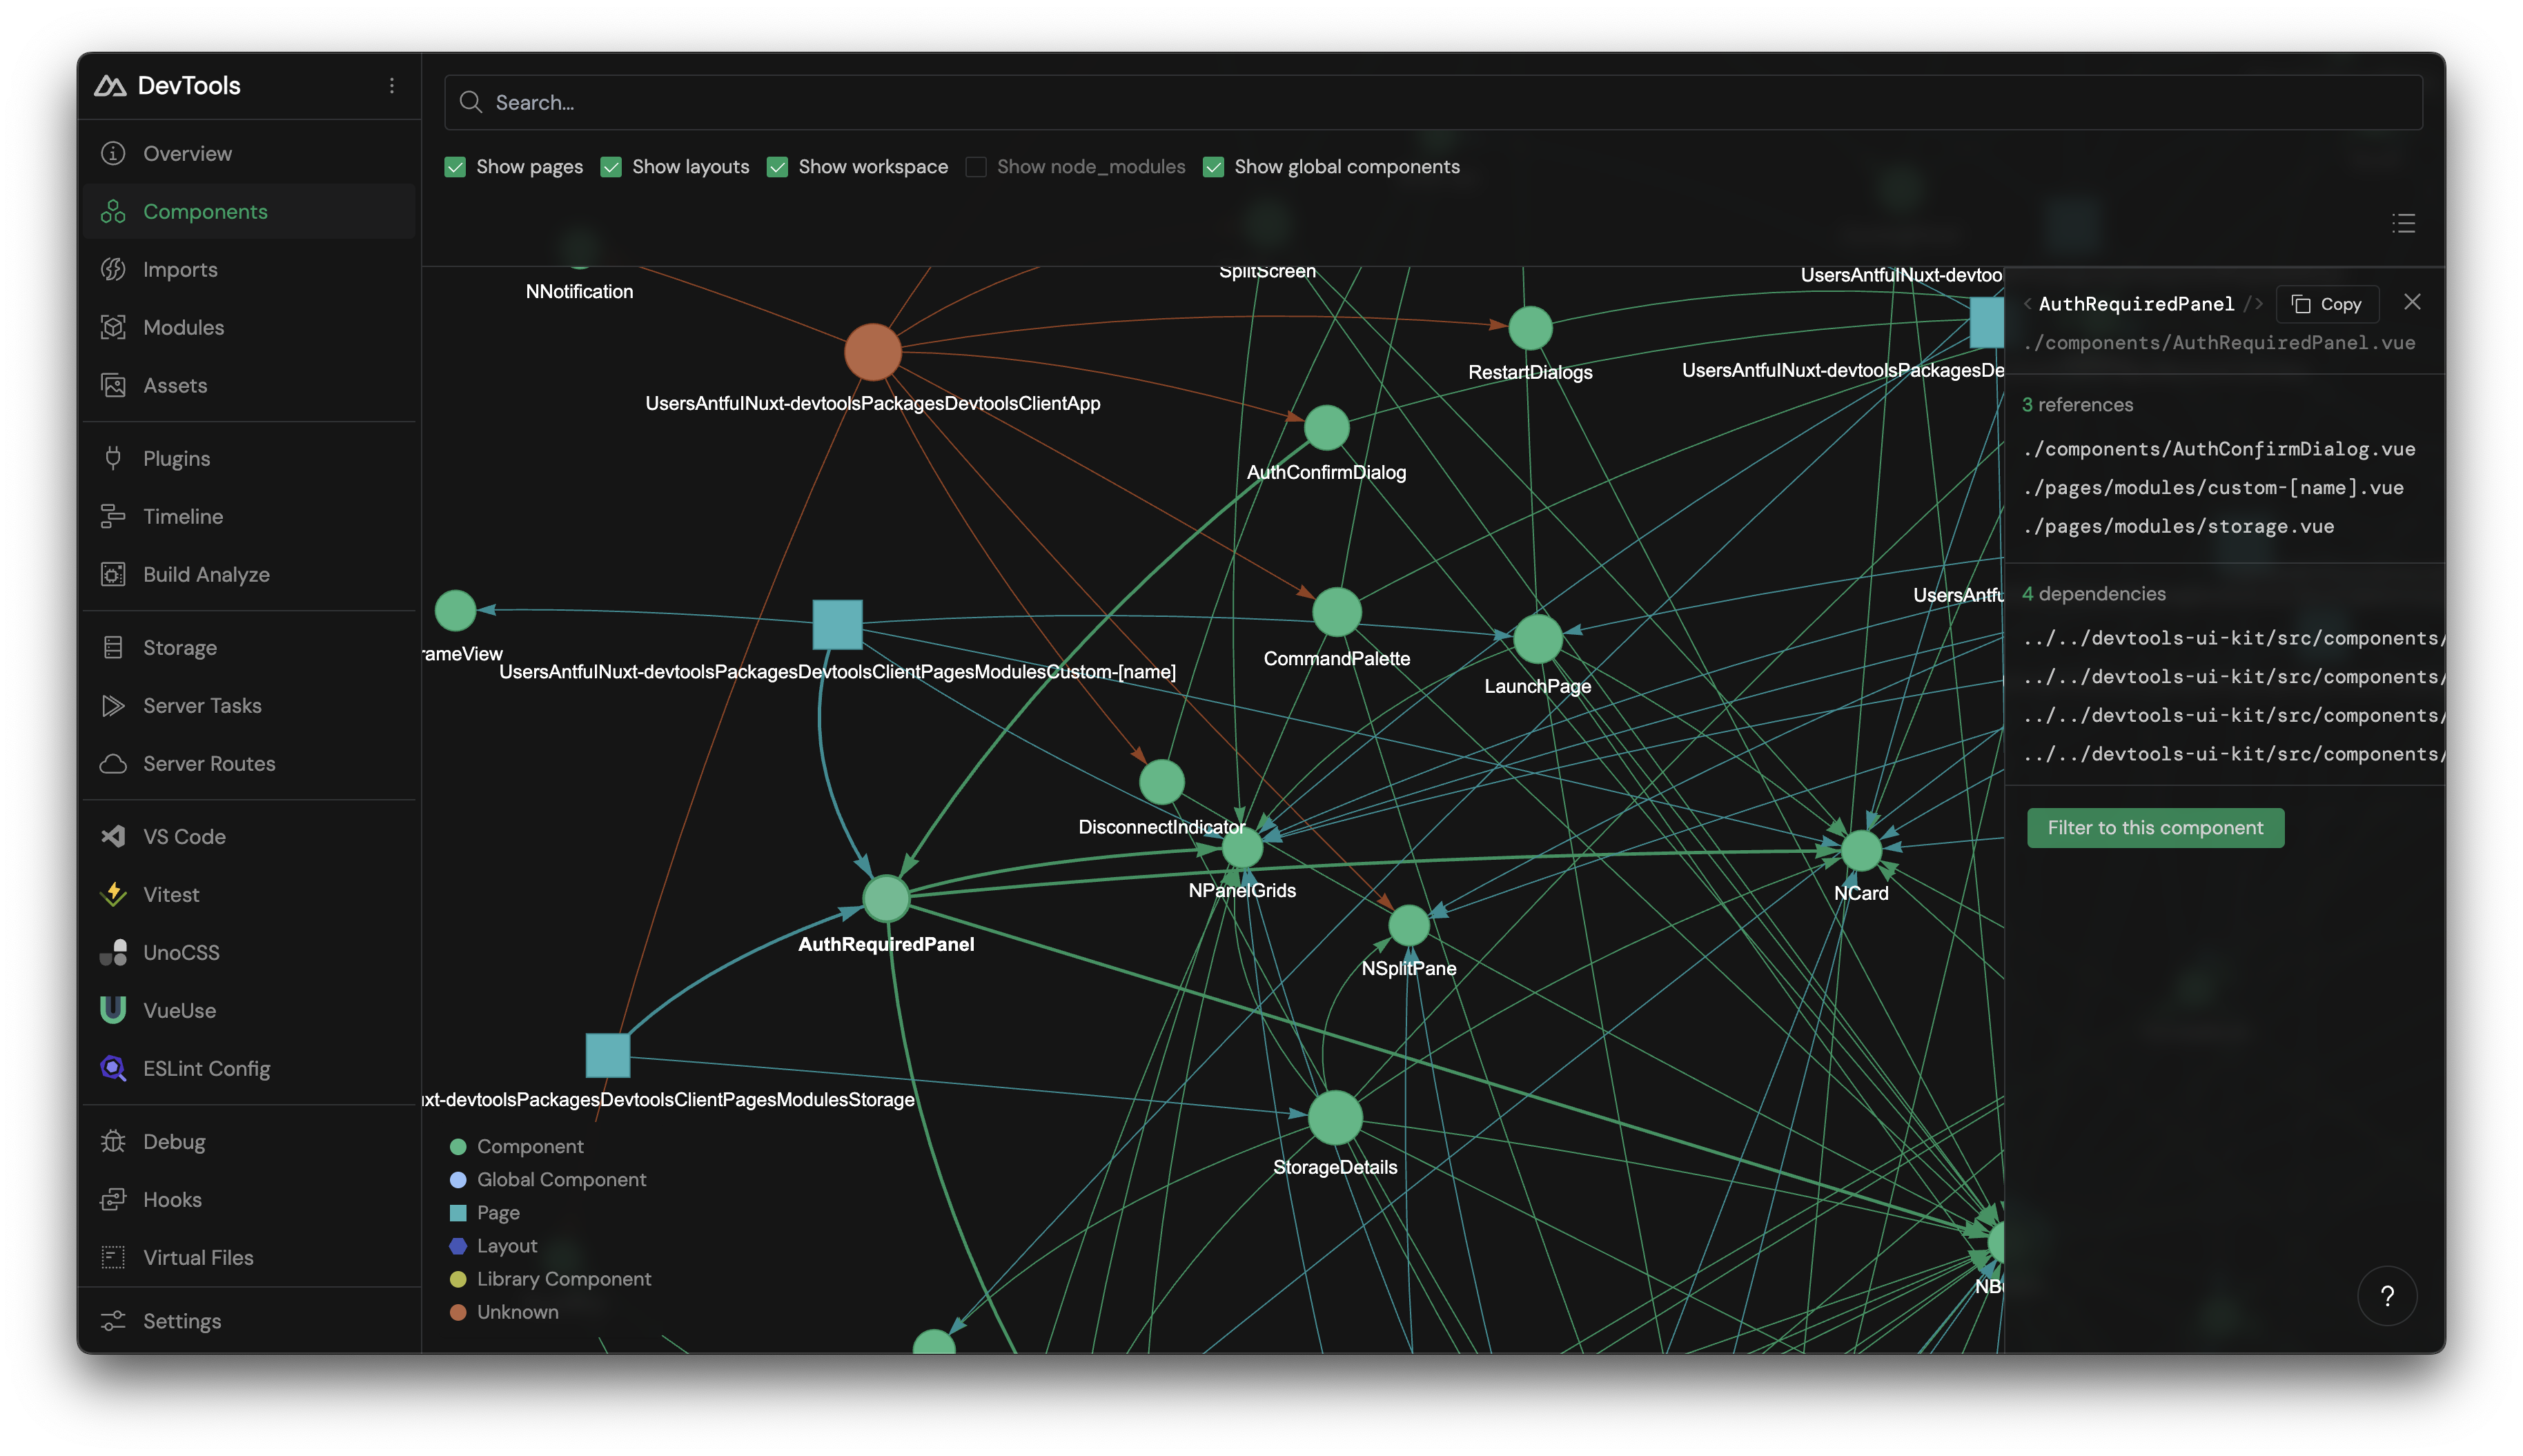 DevTools
Overview
Components
Imports
Modules
Assets
Plugins
Timeline
Build Analyze
Storage
Server Tasks
Server Routes
VS Code
Vitest
UnoCSS
VueUse
ESLint Config
Debug
Hooks
Virtual Files
Settings
Search...
Show pages Show layouts Show workspace Show node_modules Show global components
SplitScreen
UsersAntfulNuxt-devtoo
NNotification
RestartDialogs
UsersAntfulNuxt-devtoolsPackagesDe
UsersAntfulNuxt-devtoolsPackagesDevtoolsClientApp
AuthConfirmDialog
UsersAntfu
rameView
CommandPalette
UsersAntfulNuxt-devtoolsPackagesDevtoolsClientPagesModulesCustom-[name]
LaunchPage
DisconnectIndicator
NPanelGrids
NCard
AuthRequiredPanel
NSplitPane
xt-devtoolsPackagesDevtoolsClientPagesModulesStorage
StorageDetails
NB
Component
Global Component
Page
Layout
Library Component
Unknown
<AuthRequiredPanel /> Copy
./components/AuthRequiredPanel.vue
3 references
./components/AuthConfirmDialog.vue
./pages/modules/custom-[name].vue
./pages/modules/storage.vue
4 dependencies
../../devtools-ui-kit/src/components/
../../devtools-ui-kit/src/components/
../../devtools-ui-kit/src/components/
../../devtools-ui-kit/src/components/
Filter to this component
?